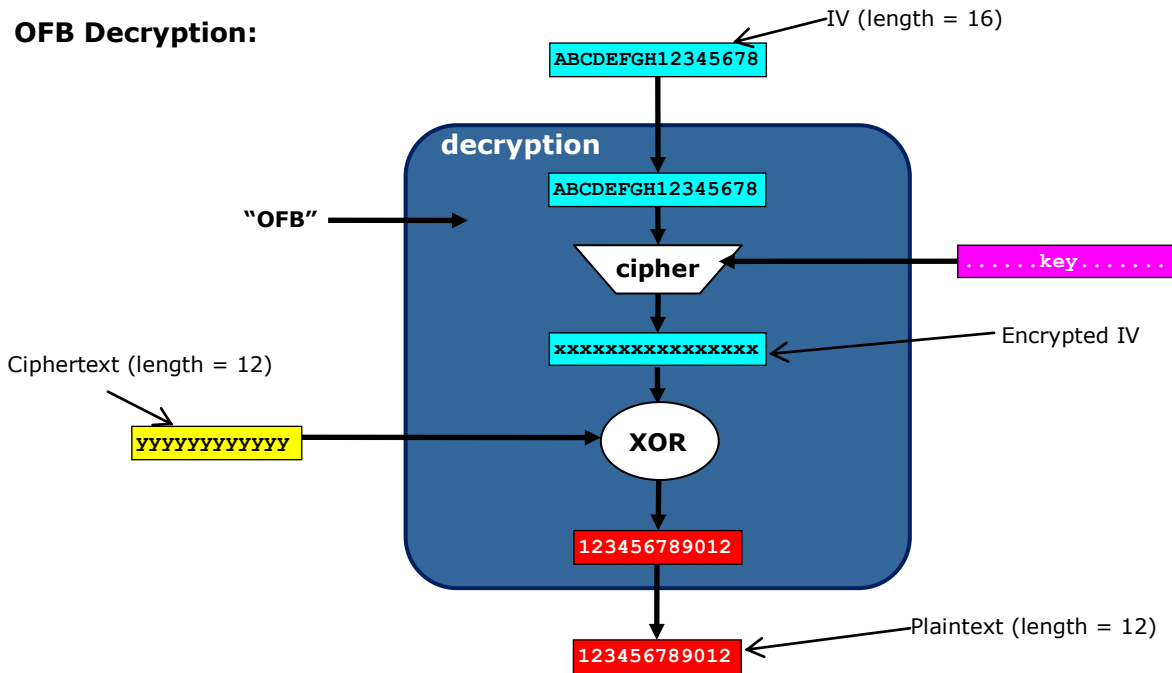 IV (length = 16)
OFB Decryption:
ABCDEFGH12345678
decryption
ABCDEFGH12345678
“OFB”
cipher
......key.......
Encrypted IV
xxxxxxxxxxxxxxxx
Ciphertext (length = 12)
yyyyyyyyyyyy
XOR
123456789012
Plaintext (length = 12)
123456789012